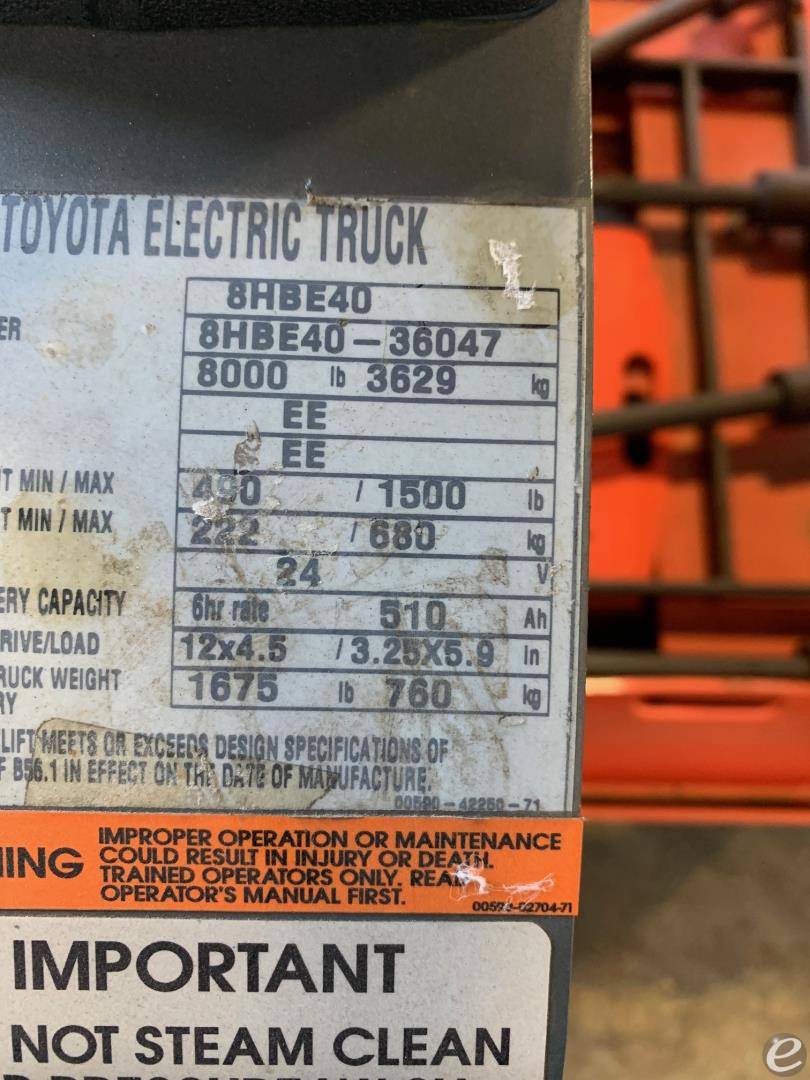 TOYOTA ELECTRIC TRUCK
8HBE40
ER 8HBE40-36047
8000 lb 3629 kg
EE
EE
T MIN / MAX 490 / 1500 lb
T MIN / MAX 222 / 680 kg
24 V
ERY CAPACITY 6hr rate 510 Ah
RIVE/LOAD 12x4.5 / 3.25X5.9 in
RUCK WEIGHT 1675 lb 760 kg
RY
LIFT MEETS OR EXCEEDS DESIGN SPECIFICATIONS OF
F B56.1 IN EFFECT ON THE DATE OF MANUFACTURE.
00590-42250-71
IMPROPER OPERATION OR MAINTENANCE
ING COULD RESULT IN INJURY OR DEATH.
TRAINED OPERATORS ONLY. READ
OPERATOR'S MANUAL FIRST.
IMPORTANT
NOT STEAM CLEAN
e